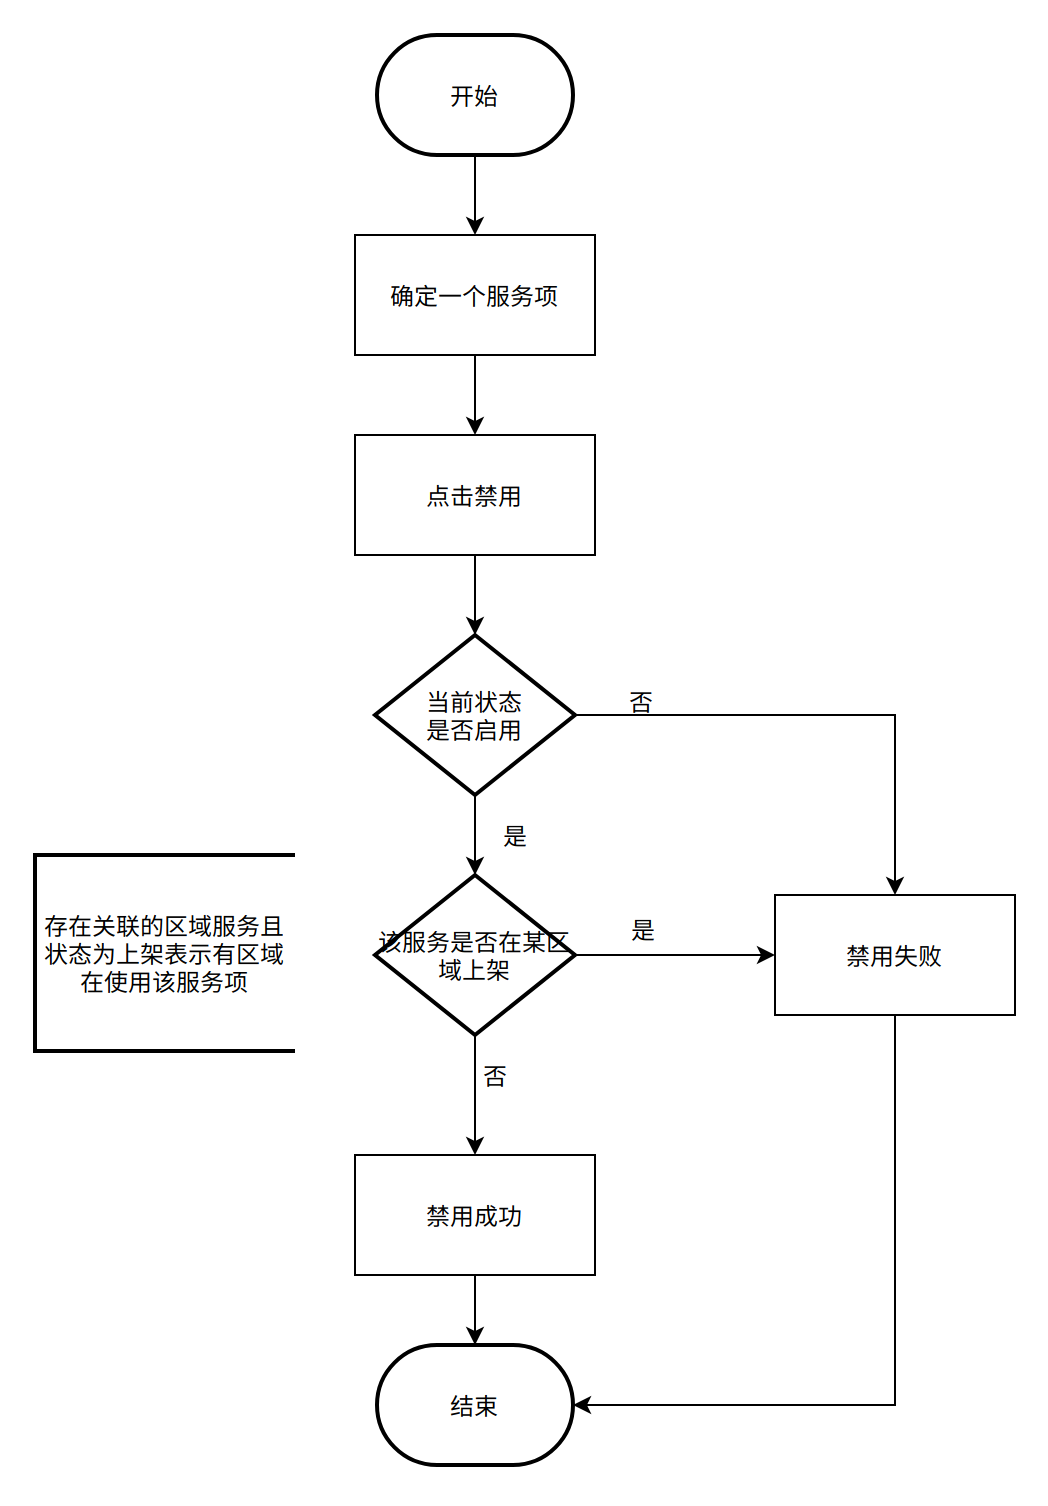 开始
确定一个服务项
点击禁用
当前状态
是否启用
否
是
存在关联的区域服务且
状态为上架表示有区域
在使用该服务项
该服务是否在某区
域上架
是
禁用失败
否
禁用成功
结束